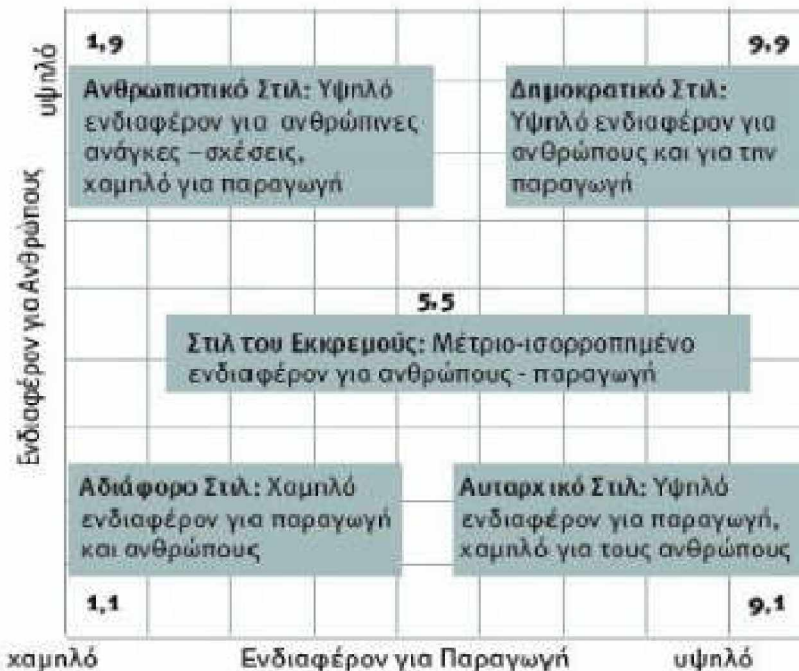 υψηλό
Ενδιαφέρον για Ανθρώπους
1,9
9,9
Ανθρωπιστικό Στιλ: Υψηλό
ενδιαφέρον για ανθρώπινες
ανάγκες – σχέσεις,
χαμηλό για παραγωγή
Δημοκρατικό Στιλ:
Υψηλό ενδιαφέρον για
ανθρώπους και για την
παραγωγή
5,5
Στιλ του Εκκρεμούς: Μέτριο-ισορροπημένο
ενδιαφέρον για ανθρώπους - παραγωγή
Αδιάφορο Στιλ: Χαμηλό
ενδιαφέρον για παραγωγή
και ανθρώπους
Αυταρχικό Στιλ: Υψηλό
ενδιαφέρον για παραγωγή,
χαμηλό για τους ανθρώπους
1,1
9,1
χαμηλό
Ενδιαφέρον για Παραγωγή
υψηλό